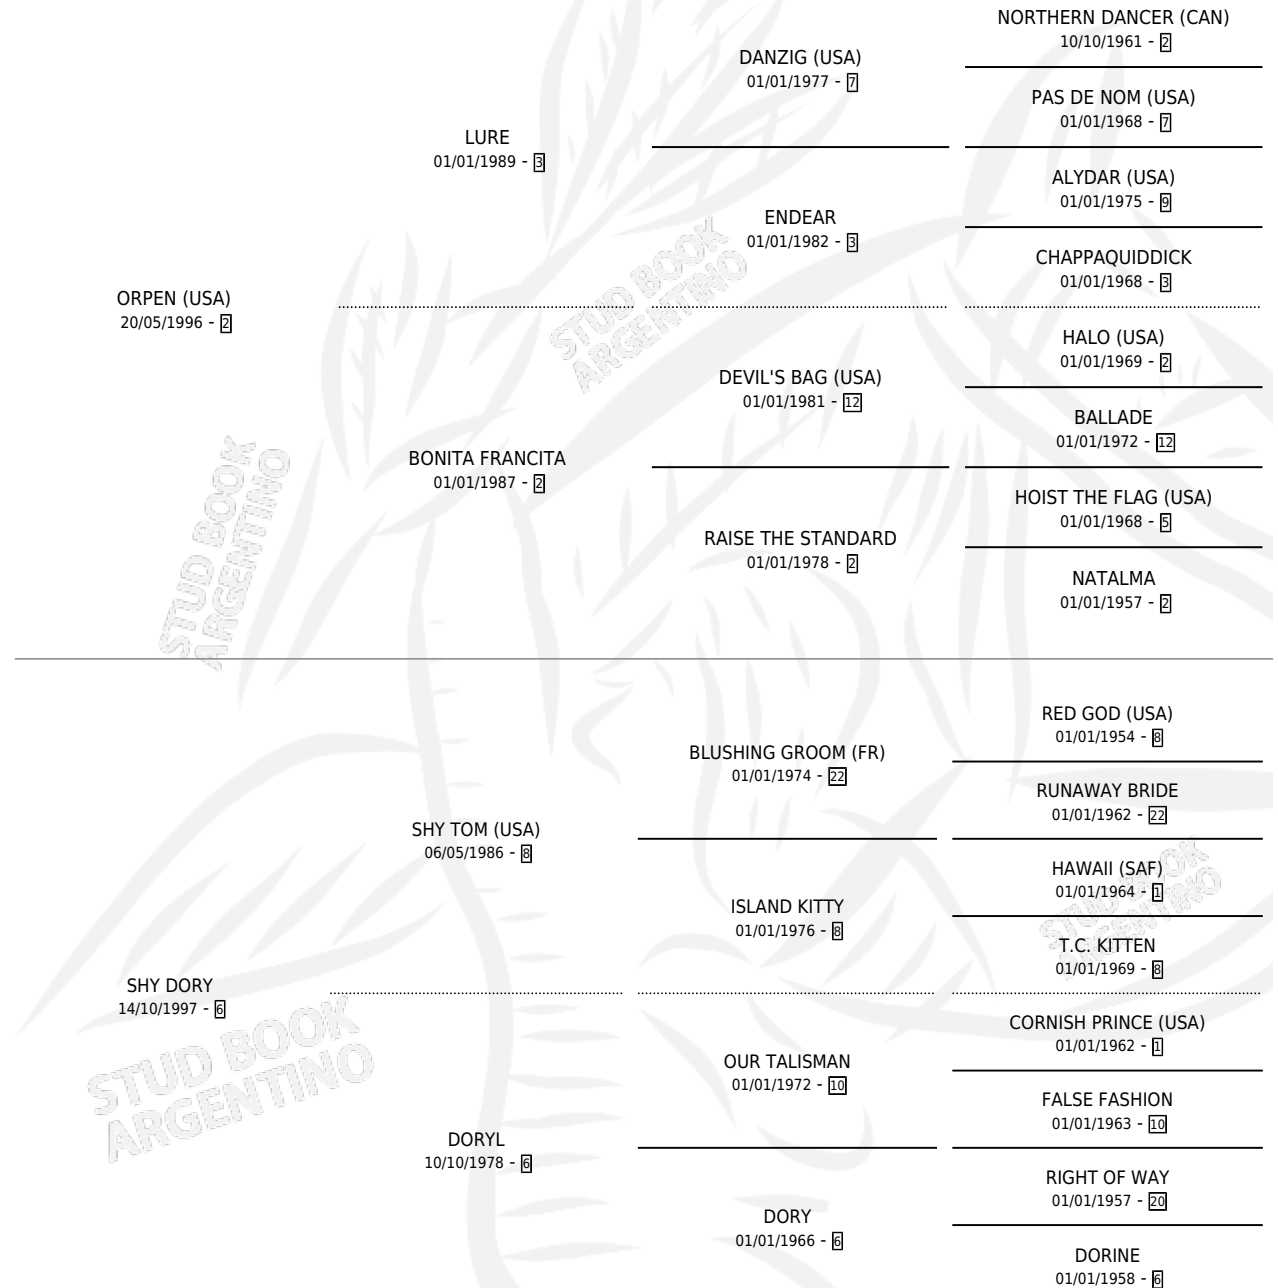 NORTHERN DANCER (CAN)
10/10/1961 - 2
DANZIG (USA)
01/01/1977 - 7
PAS DE NOM (USA)
01/01/1968 - 7
LURE
01/01/1989 - 3
ALYDAR (USA)
01/01/1975 - 9
ENDEAR
01/01/1982 - 3
CHAPPAQUIDDICK
01/01/1968 - 3
ORPEN (USA)
20/05/1996 - 2
HALO (USA)
01/01/1969 - 2
DEVIL'S BAG (USA)
01/01/1981 - 12
BALLADE
01/01/1972 - 12
BONITA FRANCITA
01/01/1987 - 2
HOIST THE FLAG (USA)
01/01/1968 - 5
RAISE THE STANDARD
01/01/1978 - 2
NATALMA
01/01/1957 - 2
RED GOD (USA)
01/01/1954 - 8
BLUSHING GROOM (FR)
01/01/1974 - 22
RUNAWAY BRIDE
01/01/1962 - 22
SHY TOM (USA)
06/05/1986 - 8
HAWAII (SAF)
01/01/1964 - 1
ISLAND KITTY
01/01/1976 - 8
T.C. KITTEN
01/01/1969 - 8
SHY DORY
14/10/1997 - 6
CORNISH PRINCE (USA)
01/01/1962 - 1
OUR TALISMAN
01/01/1972 - 10
FALSE FASHION
01/01/1963 - 10
DORYL
10/10/1978 - 6
RIGHT OF WAY
01/01/1957 - 20
DORY
01/01/1966 - 6
DORINE
01/01/1958 - 6
STUD BOOK
ARGENTINO
STUD BOOK
ARGENTINO
STUD BOOK
ARGENTINO
STUD BOOK
ARGENTINO